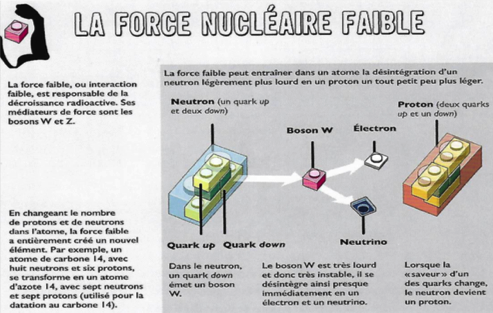 LA FORCE NUCLÉAIRE FAIBLE
La force faible, ou interaction
faible, est responsable de la
décroissance radioactive. Ses
médiateurs de force sont les
bosons W et Z.
En changeant le nombre
de protons et de neutrons
dans l'atome, la force faible
a entièrement créé un nouvel
élément. Par exemple, un
atome de carbone 14, avec
huit neutrons et six protons,
se transforme en un atome
d'azote 14, avec sept neutrons
et sept protons (utilisé pour la
datation au carbone 14).
La force faible peut entraîner dans un atome la désintégration d'un
neutron légèrement plus lourd en un proton un tout petit peu plus léger.
Neutron (un quark up
et deux down)
Boson W
Électron
Proton (deux quarks
up et un down)
Quark up
Quark down
Neutrino
Dans le neutron,
un quark down
émet un boson
W.
Le boson W est très lourd
et donc très instable, il se
désintègre ainsi presque
immédiatement en un
électron et un neutrino.
Lorsque la
« saveur » d'un
des quarks change,
le neutron devient
un proton.